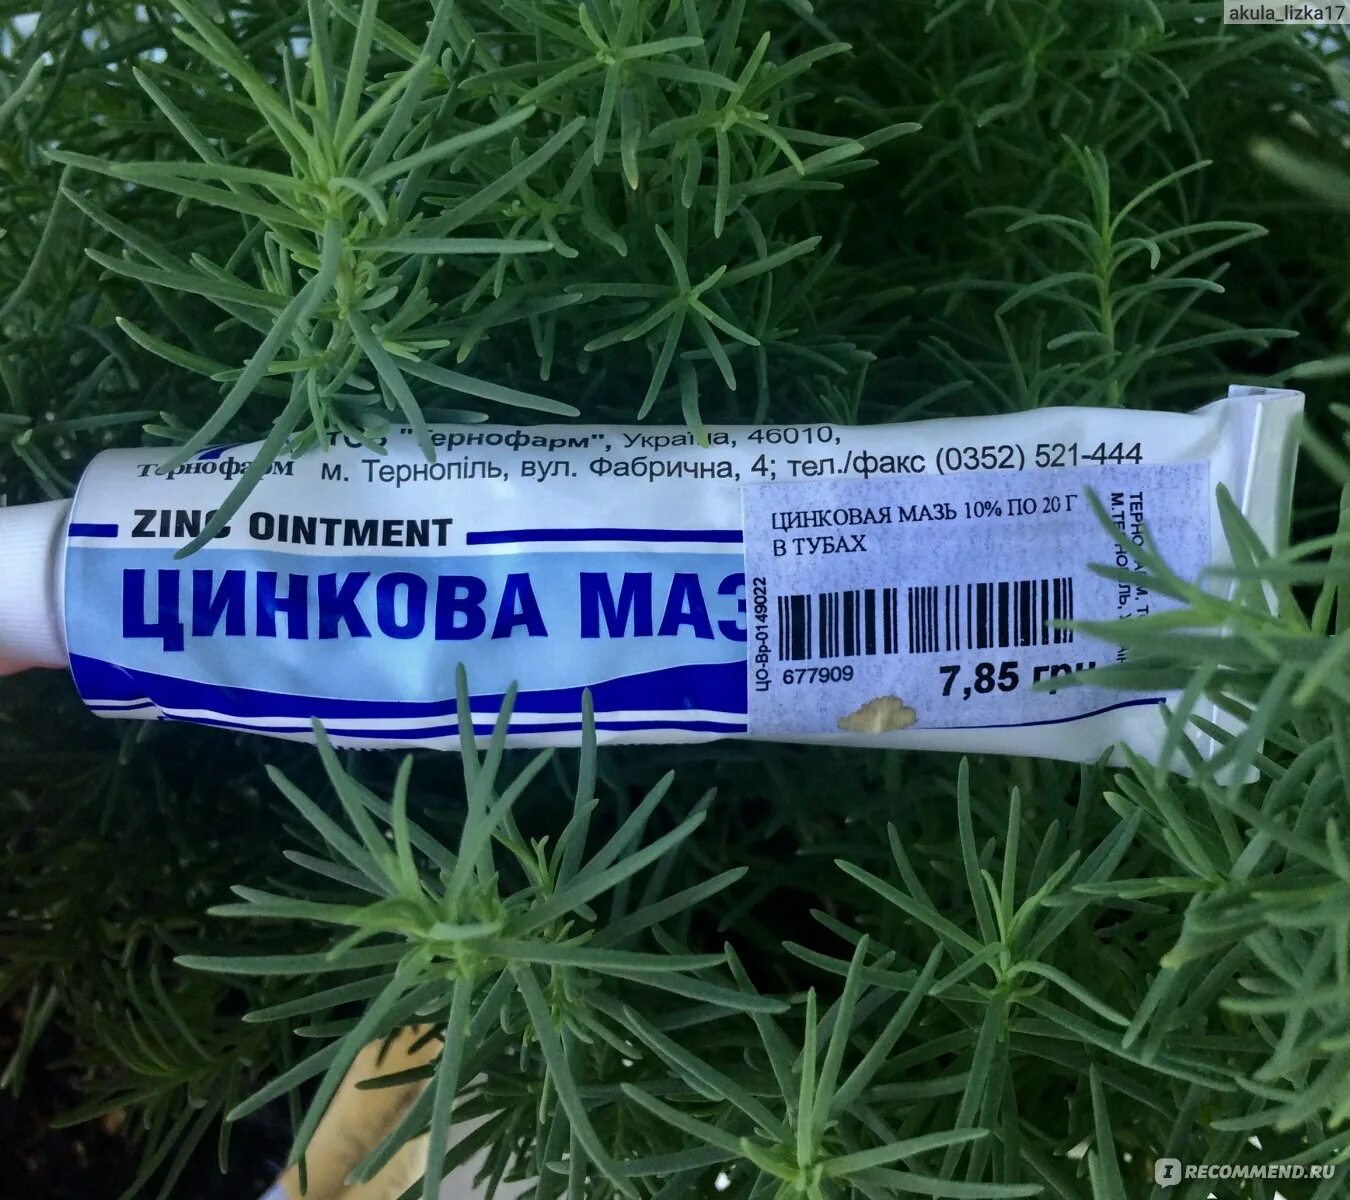 akula_lizka17
"Тернофарм", Україна, 46010,
Тернофарм
м. Тернопіль, вул. Фабрична, 4; тел./факс (0352) 521-444
ZINC OINTMENT
ЦИНКОВА МАЗ
ЦИНКОВАЯ МАЗЬ 10% ПО 20 Г
В ТУБАХ
ЦО-Вр-0149022
677909
7,85 грн
IRECOMMEND.RU